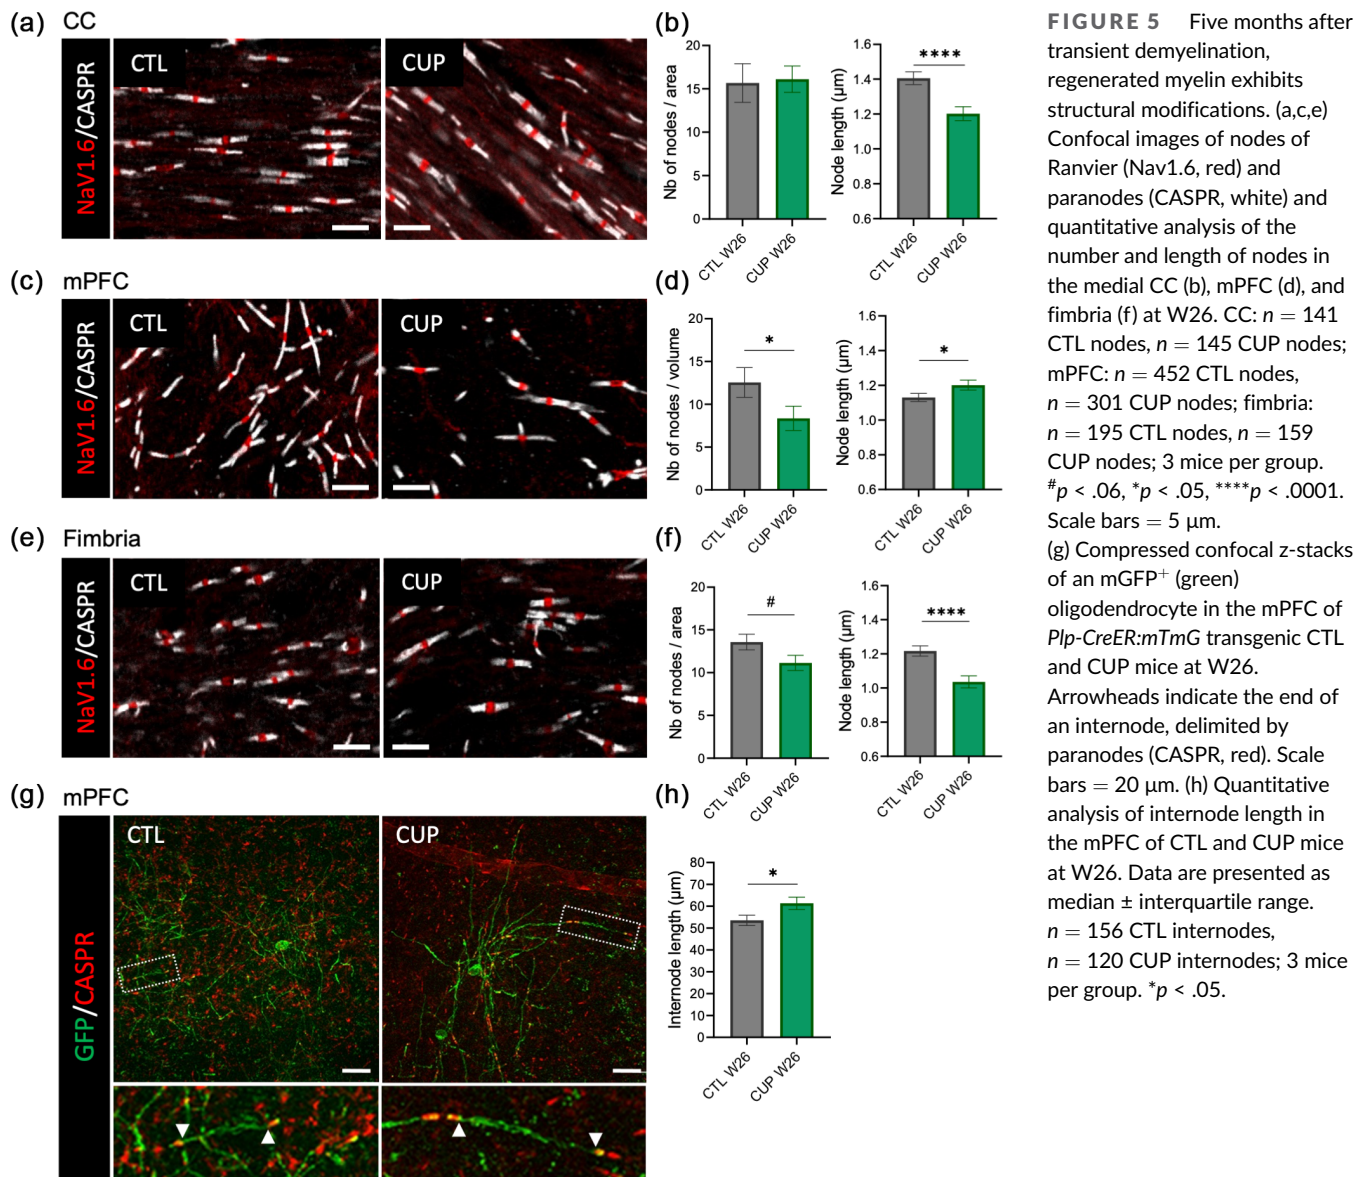 (a) CC
NaV1.6/CASPR
CTL
CUP
(b)
Nb of nodes / area
20
15
10
5
0
CTL W26
CUP W26
Node length (µm)
1.6
1.4
1.2
1.0
0.8
0.6
****
CTL W26
CUP W26
(c) mPFC
NaV1.6/CASPR
CTL
CUP
(d)
Nb of nodes / volume
20
15
10
5
0
*
CTL W26
CUP W26
Node length (µm)
1.6
1.4
1.2
1.0
0.8
0.6
*
CTL W26
CUP W26
(e) Fimbria
NaV1.6/CASPR
CTL
CUP
(f)
Nb of nodes / area
20
15
10
5
0
#
CTL W26
CUP W26
Node length (µm)
1.6
1.4
1.2
1.0
0.8
0.6
****
CTL W26
CUP W26
(g) mPFC
GFP/CASPR
CTL
CUP
(h)
Internode length (µm)
80
70
60
50
40
30
20
10
0
*
CTL W26
CUP W26
FIGURE 5 Five months after
transient demyelination,
regenerated myelin exhibits
structural modifications. (a,c,e)
Confocal images of nodes of
Ranvier (Nav1.6, red) and
paranodes (CASPR, white) and
quantitative analysis of the
number and length of nodes in
the medial CC (b), mPFC (d), and
fimbria (f) at W26. CC: n = 141
CTL nodes, n = 145 CUP nodes;
mPFC: n = 452 CTL nodes,
n = 301 CUP nodes; fimbria:
n = 195 CTL nodes, n = 159
CUP nodes; 3 mice per group.
#p < .06, *p < .05, ****p < .0001.
Scale bars = 5 µm.
(g) Compressed confocal z-stacks
of an mGFP+ (green)
oligodendrocyte in the mPFC of
Plp-CreER:mTmG transgenic CTL
and CUP mice at W26.
Arrowheads indicate the end of
an internode, delimited by
paranodes (CASPR, red). Scale
bars = 20 µm. (h) Quantitative
analysis of internode length in
the mPFC of CTL and CUP mice
at W26. Data are presented as
median ± interquartile range.
n = 156 CTL internodes,
n = 120 CUP internodes; 3 mice
per group. *p < .05.